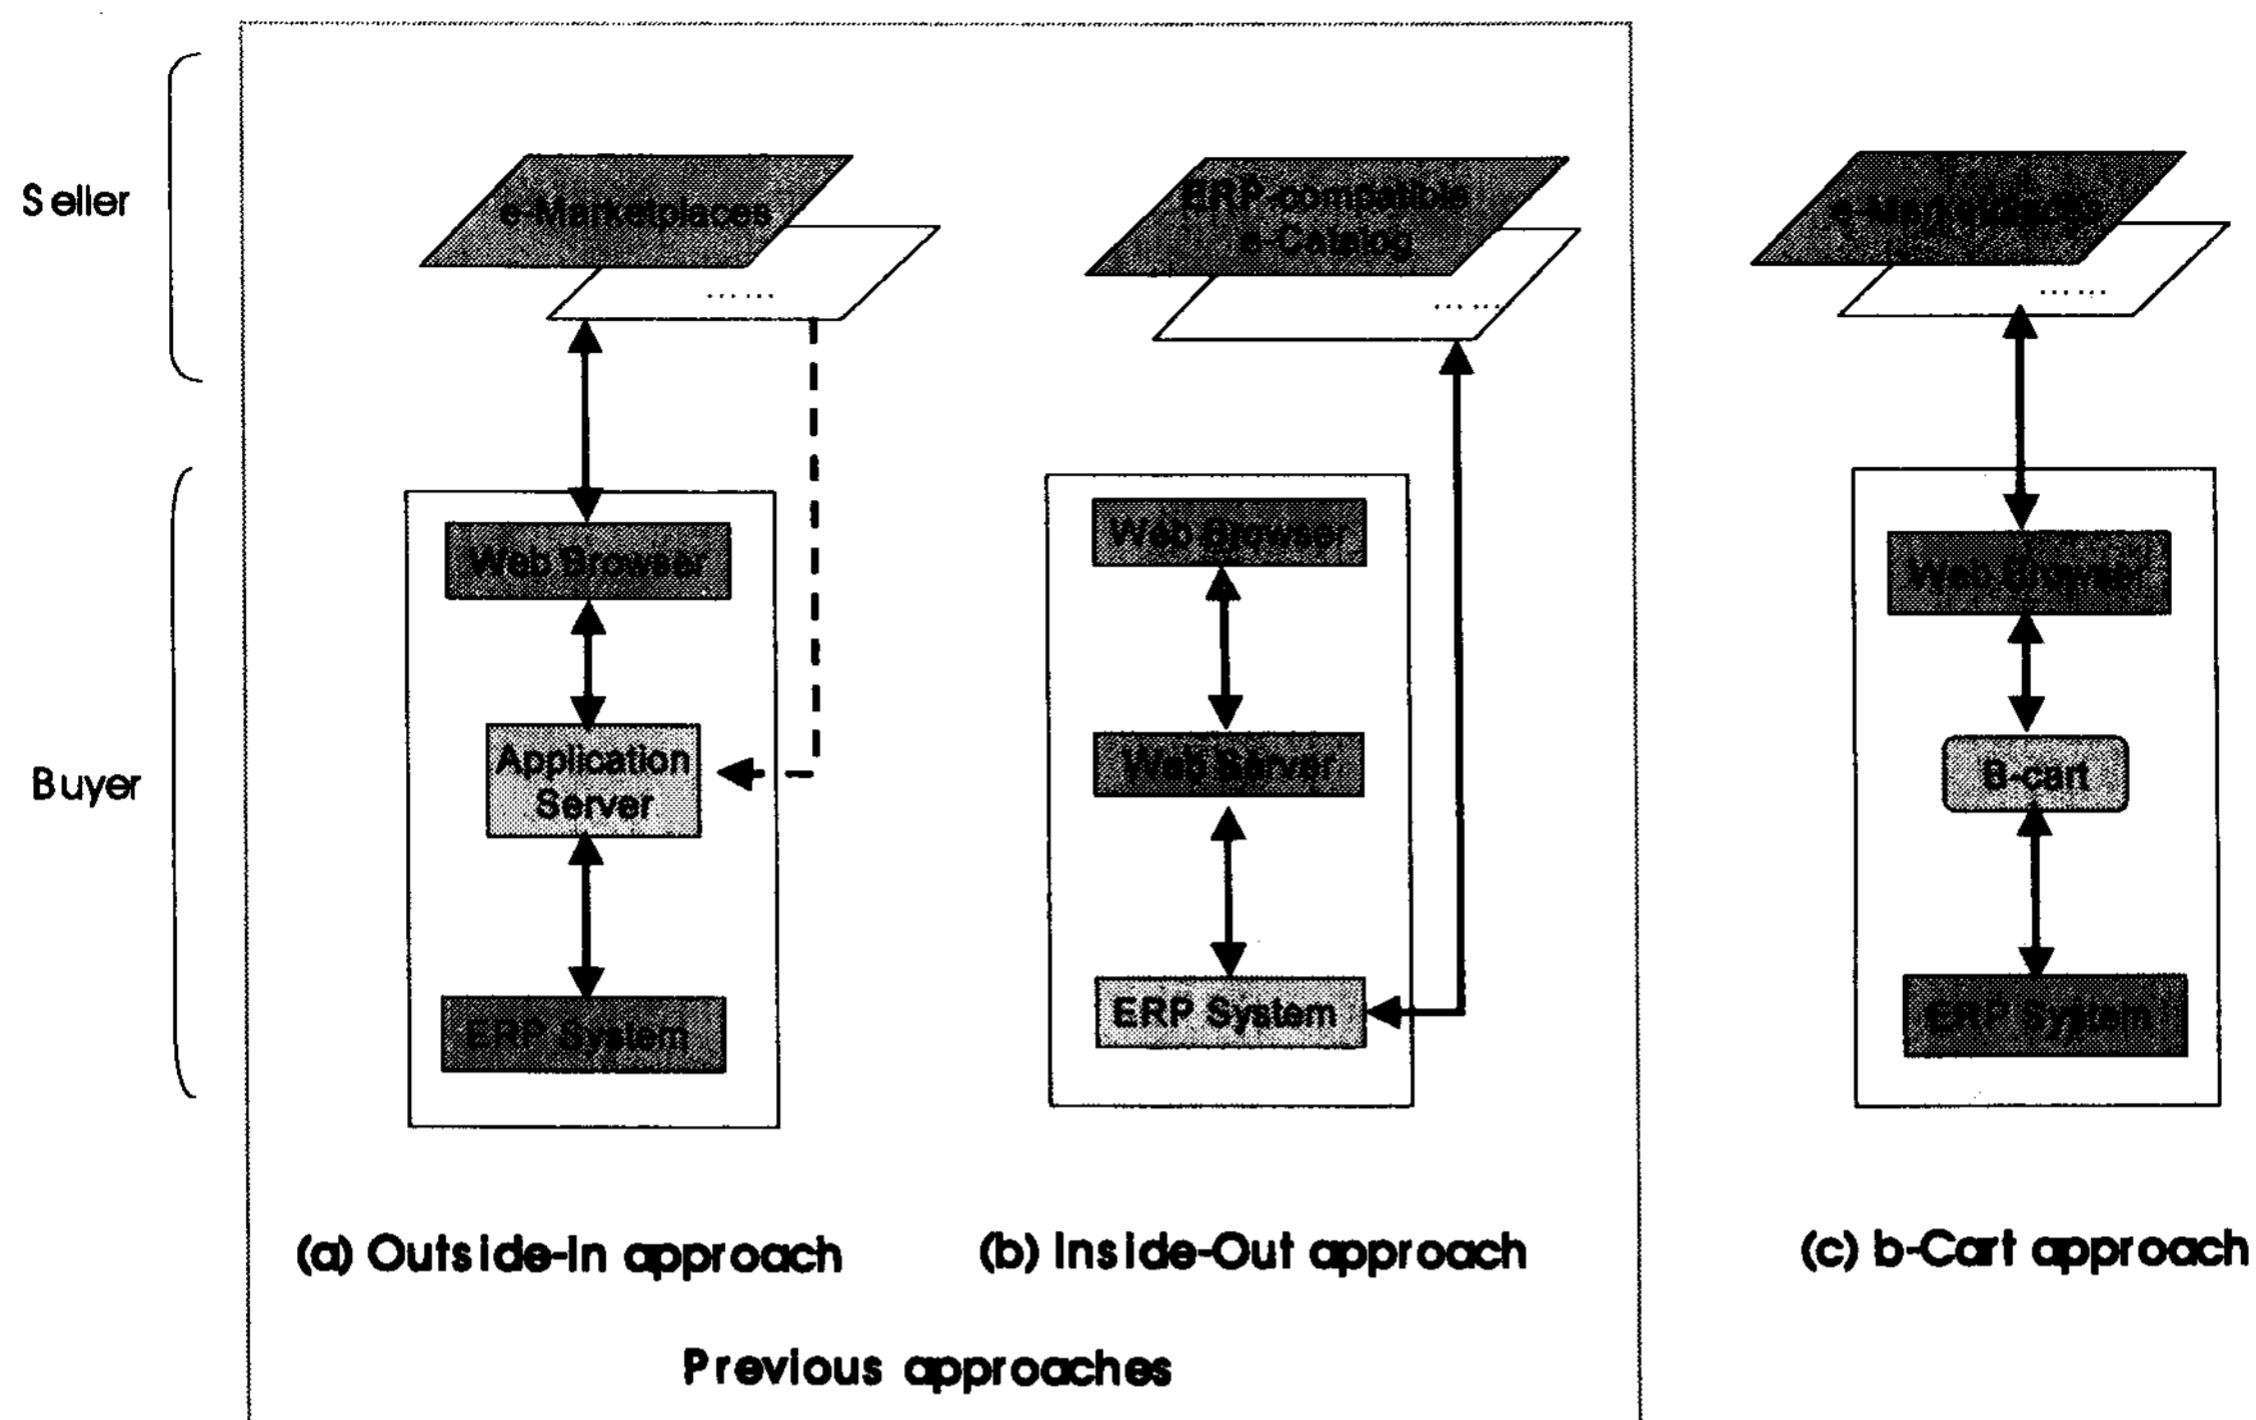 Seller
e-Marketplaces
......
ERP-compatible
e-Catalog
......
e-Marketplaces
......
Buyer
Web Browser
Application
Server
ERP System
Web Browser
Web Server
ERP System
Web Browser
B-cart
ERP System
(a) Outside-In approach
(b) Inside-Out approach
(c) b-Cart approach
Previous approaches